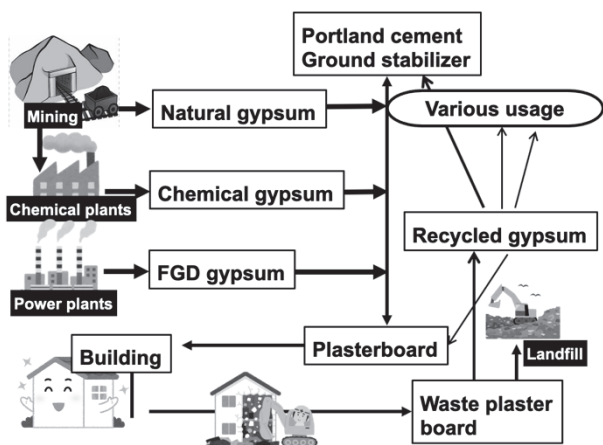 Portland cement
Ground stabilizer
Mining
Natural gypsum
Various usage
Chemical plants
Chemical gypsum
Recycled gypsum
Power plants
FGD gypsum
Building
Plasterboard
Landfill
Waste plaster
board